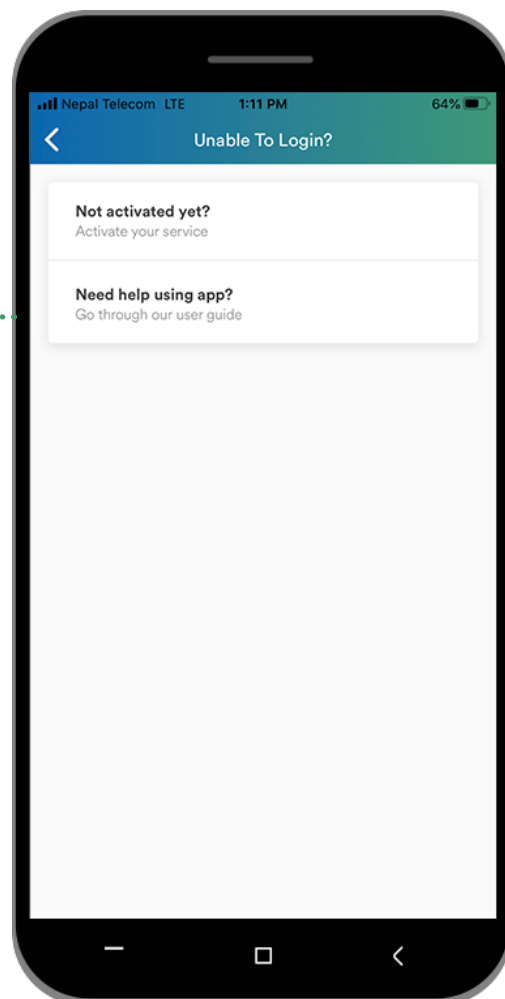 Nepal Telecom LTE 1:11 PM 64%
Unable To Login?
Not activated yet?
Activate your service
Need help using app?
Go through our user guide